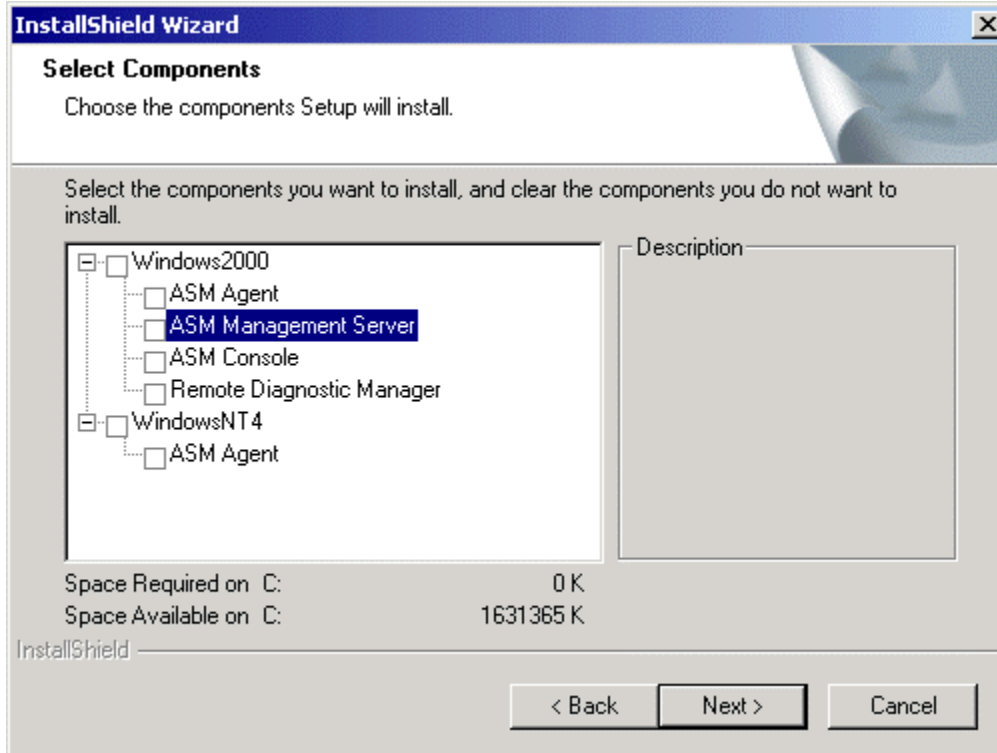 InstallShield Wizard
Select Components
Choose the components Setup will install.
Select the components you want to install, and clear the components you do not want to
install.
Windows2000
ASM Agent
ASM Management Server
ASM Console
Remote Diagnostic Manager
WindowsNT4
ASM Agent
Description
Space Required on C: 0 K
Space Available on C: 1631365 K
InstallShield
< Back Next > Cancel